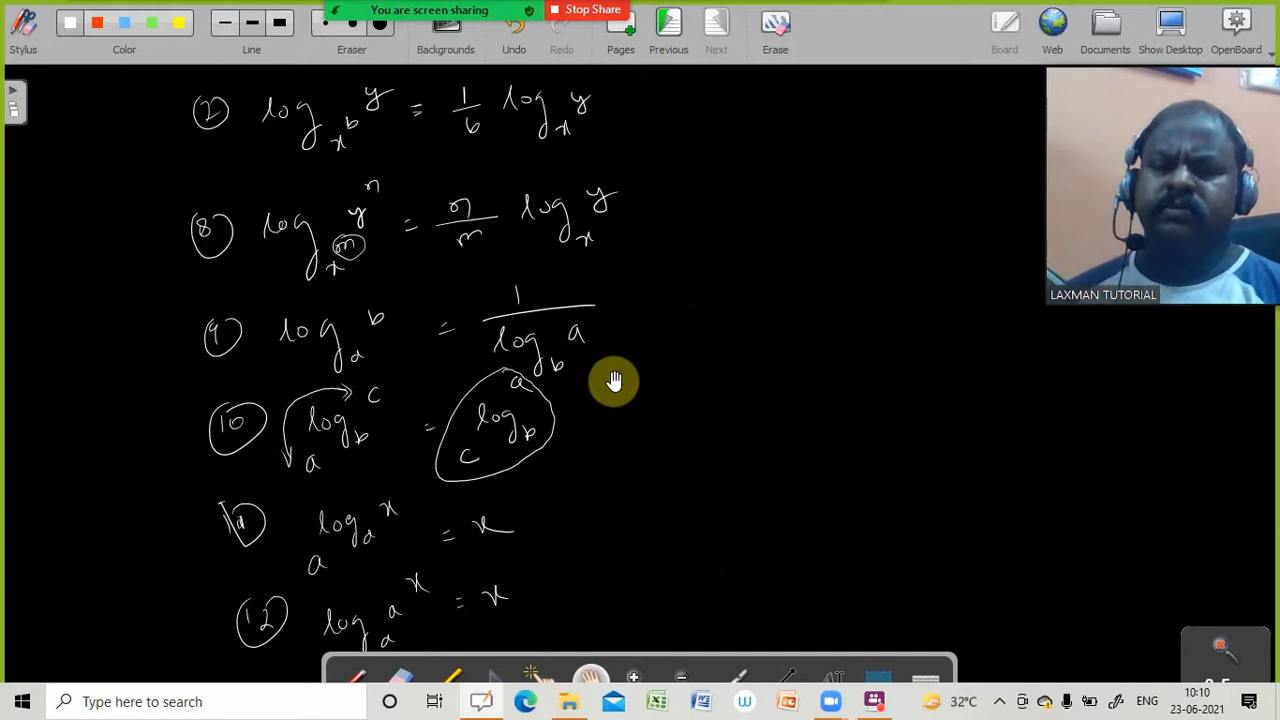 You are screen sharing Stop Share
Stylus Color Line Eraser Backgrounds Undo Redo Pages Previous Next Erase Board Web Documents Show Desktop OpenBoard
② log_{x^b} y = 1/b log_x y
⑧ log_{x^m} y^n = n/m log_x y
⑨ log_a b = 1/log_b a
⑩ a^{log_b c} = c^{log_b a}
⑪ a^{log_a x} = x
⑫ log_a a^x = x
LAXMAN TUTORIAL
Type here to search
32°C
ENG
10:10
23-06-2021